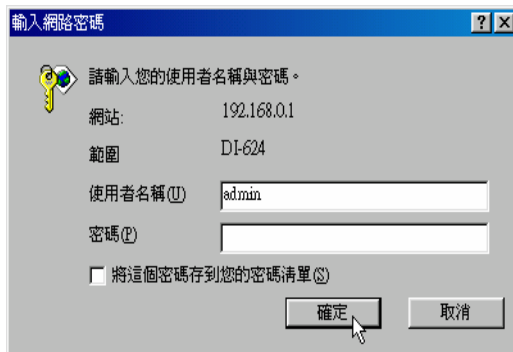 輸入網路密碼
請輸入您的使用者名稱與密碼。
網站: 192.168.0.1
範圍 DI-624
使用者名稱(U) admin
密碼(P)
將這個密碼存到您的密碼清單(S)
確定 取消